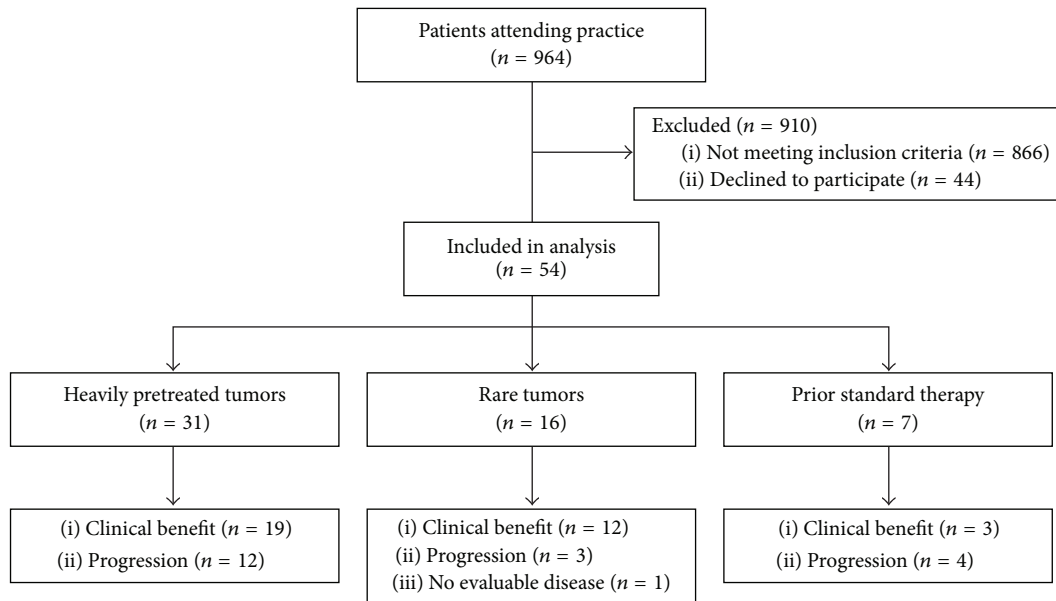 Patients attending practice
(n = 964)
Excluded (n = 910)
(i) Not meeting inclusion criteria (n = 866)
(ii) Declined to participate (n = 44)
Included in analysis
(n = 54)
Heavily pretreated tumors
(n = 31)
Rare tumors
(n = 16)
Prior standard therapy
(n = 7)
(i) Clinical benefit (n = 19)
(ii) Progression (n = 12)
(i) Clinical benefit (n = 12)
(ii) Progression (n = 3)
(iii) No evaluable disease (n = 1)
(i) Clinical benefit (n = 3)
(ii) Progression (n = 4)